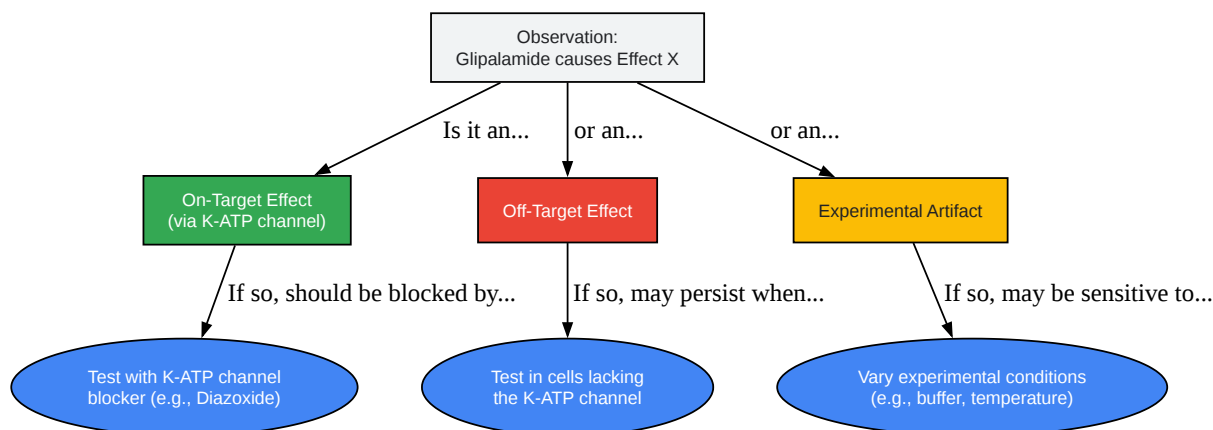 Observation:
Glipalamide causes Effect X
Is it an...
or an...
or an...
On-Target Effect
(via K-ATP channel)
Off-Target Effect
Experimental Artifact
If so, should be blocked by...
If so, may persist when...
If so, may be sensitive to...
Test with K-ATP channel
blocker (e.g., Diazoxide)
Test in cells lacking
the K-ATP channel
Vary experimental conditions
(e.g., buffer, temperature)